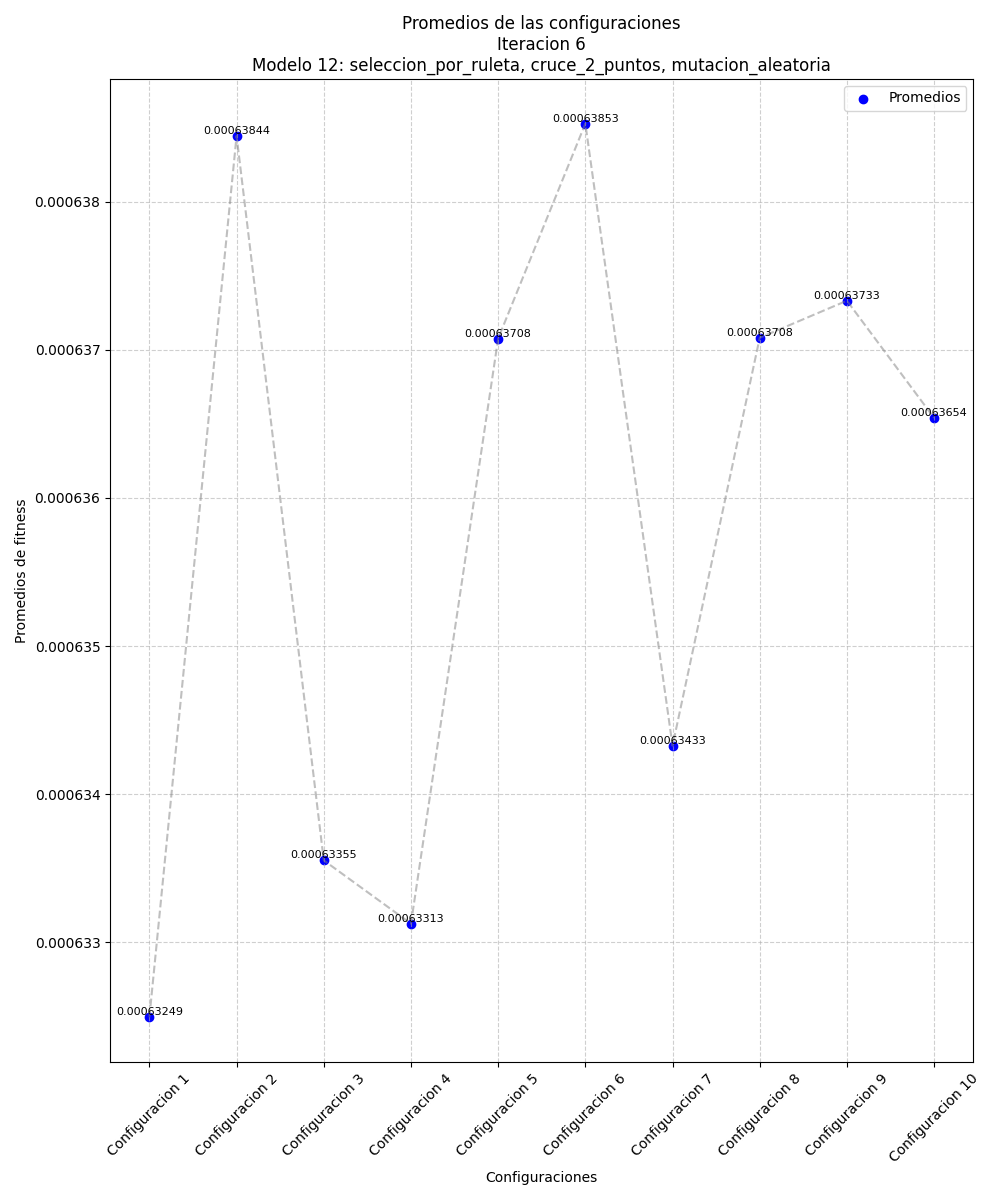 Promedios de las configuraciones
Iteracion 6
Modelo 12: seleccion_por_ruleta, cruce_2_puntos, mutacion_aleatoria
Promedios
0.00063844
0.00063853
0.000638
0.00063733
0.00063708
0.00063708
0.000637
0.00063654
0.000636
Promedios de fitness
0.000635
0.00063433
0.000634
0.00063355
0.00063313
0.000633
0.00063249
Configuracion 1
Configuracion 2
Configuracion 3
Configuracion 4
Configuracion 5
Configuracion 6
Configuracion 7
Configuracion 8
Configuracion 9
Configuracion 10
Configuraciones